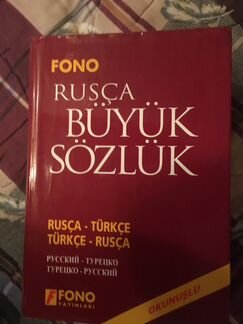 FONO
RUSÇA
BÜYÜK
SÖZLÜK
RUSÇA - TÜRKÇE
TÜRKÇE - RUSÇA
РУССКИЙ - ТУРЕЦКО
ТУРЕЦКО - РУССКИЙ
FONO
YAYINLARI
OKUNUŞLU